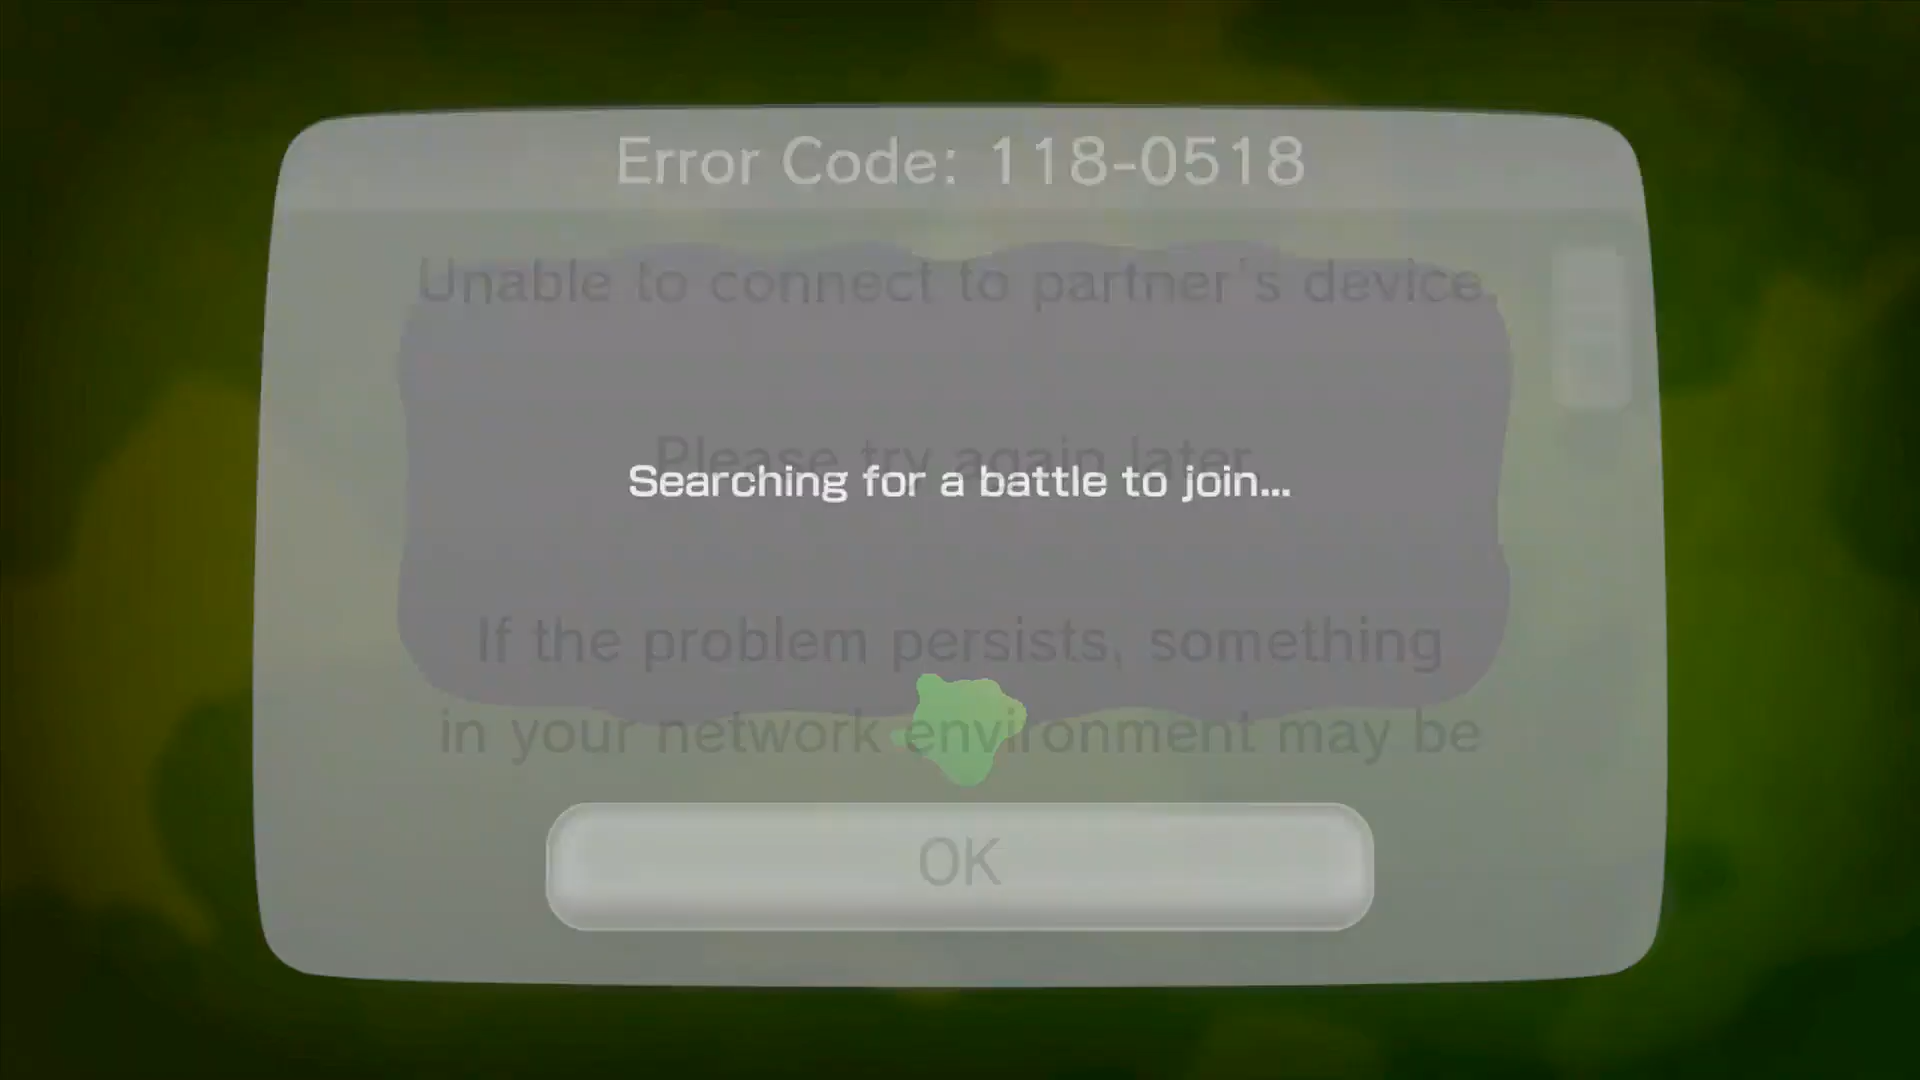 Error Code: 118-0518
Unable to connect to partner's device.
Please try again later.
Searching for a battle to join...
If the problem persists, something
in your network environment may be
OK